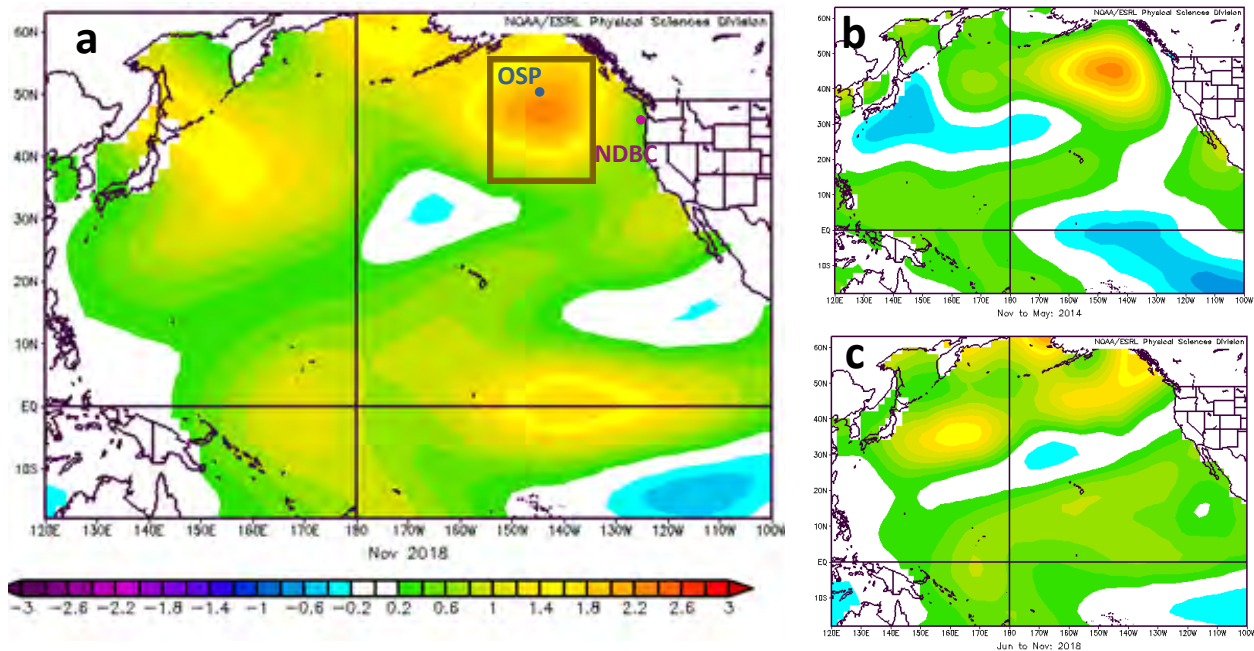 a
NOAA/ESRL Physical Sciences Division
60N
50N
40N
30N
20N
10N
EQ
10S
OSP
NDBC
120E 130E 140E 150E 160E 170E 180 170W 160W 150W 140W 130W 120W 110W 100W
Nov 2018
-3 -2.6 -2.2 -1.8 -1.4 -1 -0.6 -0.2 0.2 0.6 1 1.4 1.8 2.2 2.6 3
b
NOAA/ESRL Physical Sciences Division
60N
50N
40N
30N
20N
10N
EQ
10S
120E 130E 140E 150E 160E 170E 180 170W 160W 150W 140W 130W 120W 110W 100W
Nov to May: 2014
c
NOAA/ESRL Physical Sciences Division
60N
50N
40N
30N
20N
10N
EQ
10S
120E 130E 140E 150E 160E 170E 180 170W 160W 150W 140W 130W 120W 110W 100W
Jun to Nov: 2018